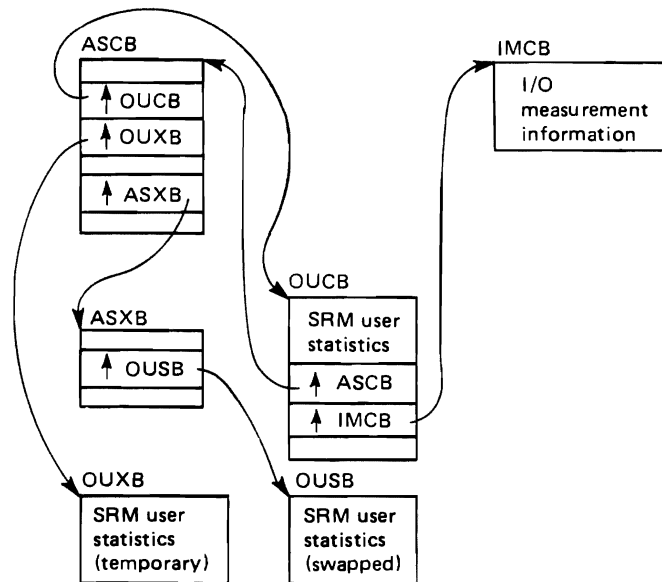 ASCB
↑ OUCB
↑ OUXB
↑ ASXB
IMCB
I/O
measurement
information
ASXB
↑ OUSB
OUCB
SRM user
statistics
↑ ASCB
↑ IMCB
OUXB
SRM user
statistics
(temporary)
OUSB
SRM user
statistics
(swapped)